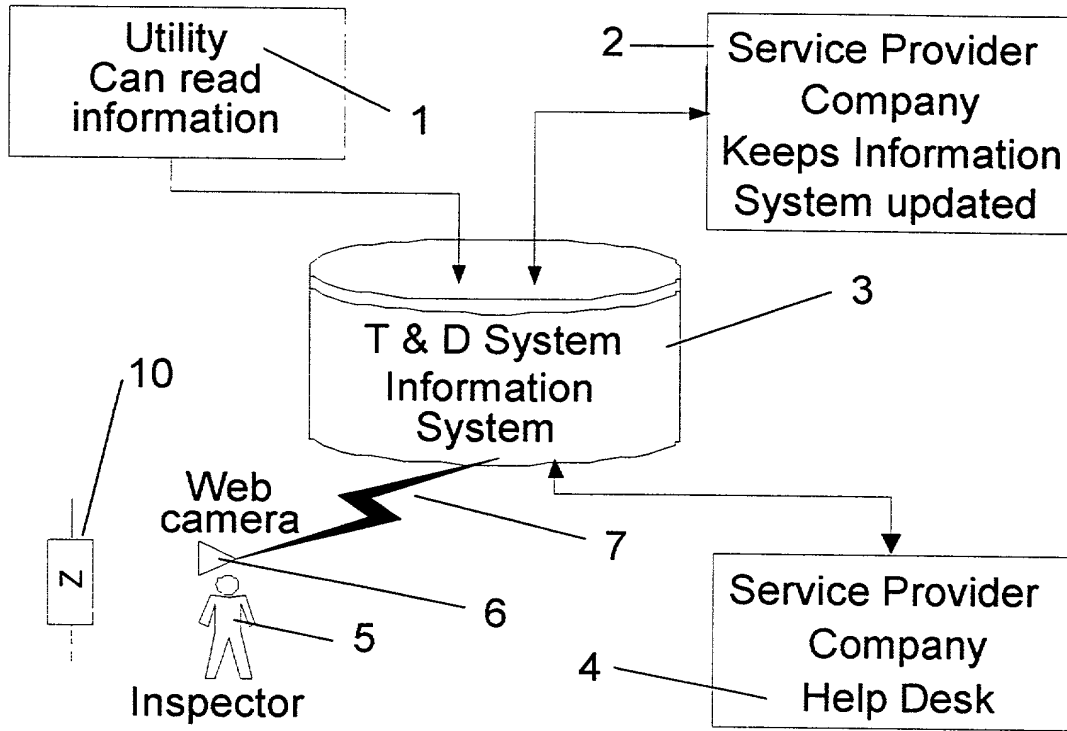 Utility
Can read
information
1
2
Service Provider
Company
Keeps Information
System updated
T & D System
Information
System
3
10
Z
Web
camera
7
6
5
Inspector
Service Provider
Company
Help Desk
4